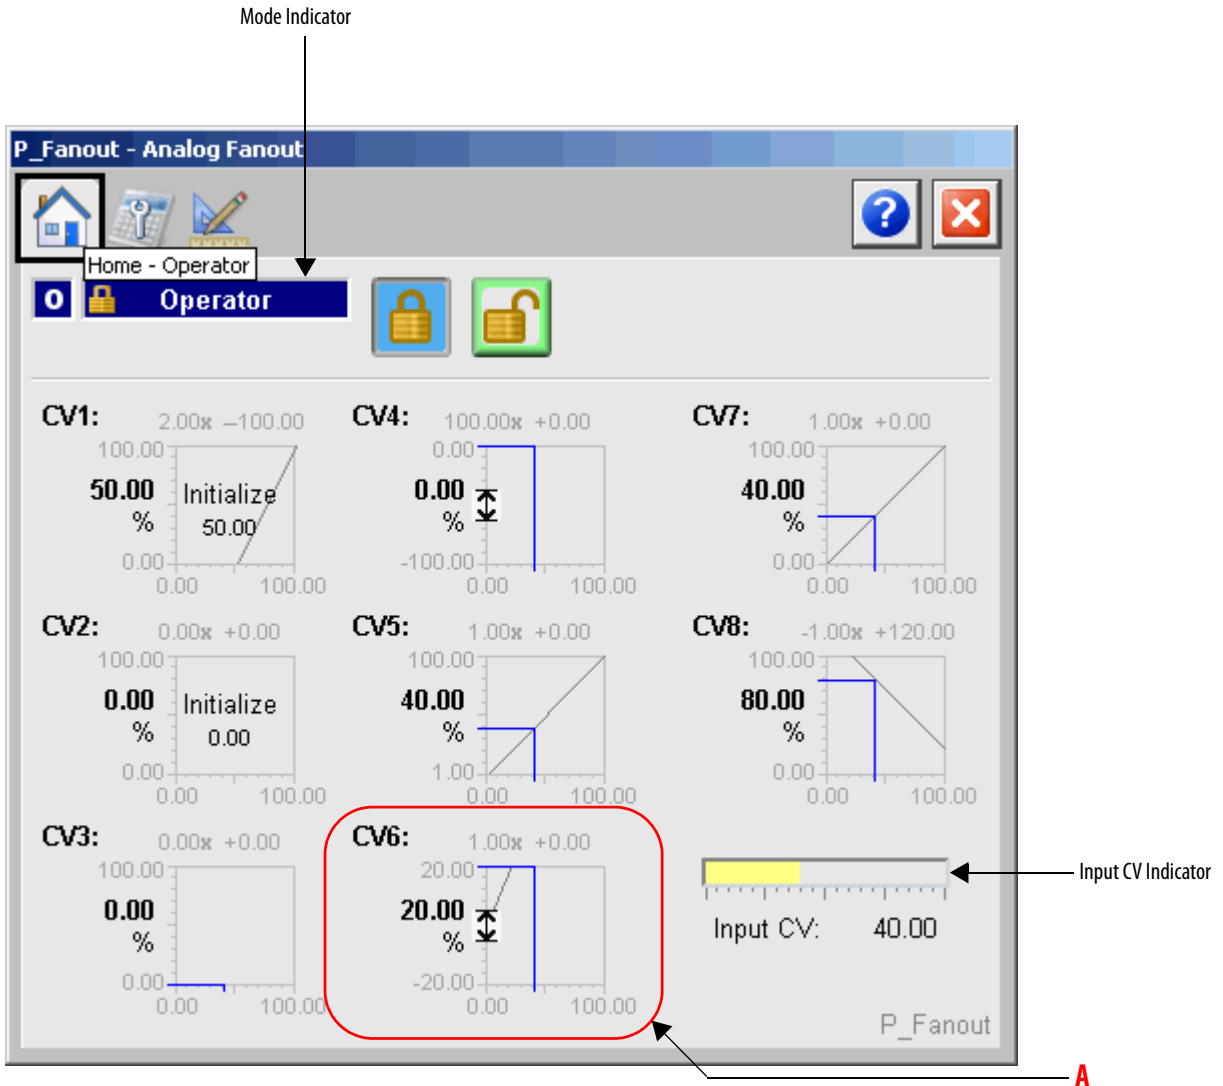 Mode Indicator
P_Fanout - Analog Fanout
?
Home - Operator
O Operator
CV1: 2.00x –100.00
100.00
50.00
%
Initialize
50.00
0.00
0.00 100.00
CV4: 100.00x +0.00
0.00
0.00
%
-100.00
0.00 100.00
CV7: 1.00x +0.00
100.00
40.00
%
0.00
0.00 100.00
CV2: 0.00x +0.00
100.00
0.00
%
Initialize
0.00
0.00
0.00 100.00
CV5: 1.00x +0.00
100.00
40.00
%
1.00
0.00 100.00
CV8: -1.00x +120.00
100.00
80.00
%
0.00
0.00 100.00
CV3: 0.00x +0.00
100.00
0.00
%
0.00
0.00 100.00
CV6: 1.00x +0.00
20.00
20.00
%
-20.00
0.00 100.00
Input CV Indicator
Input CV: 40.00
P_Fanout
A